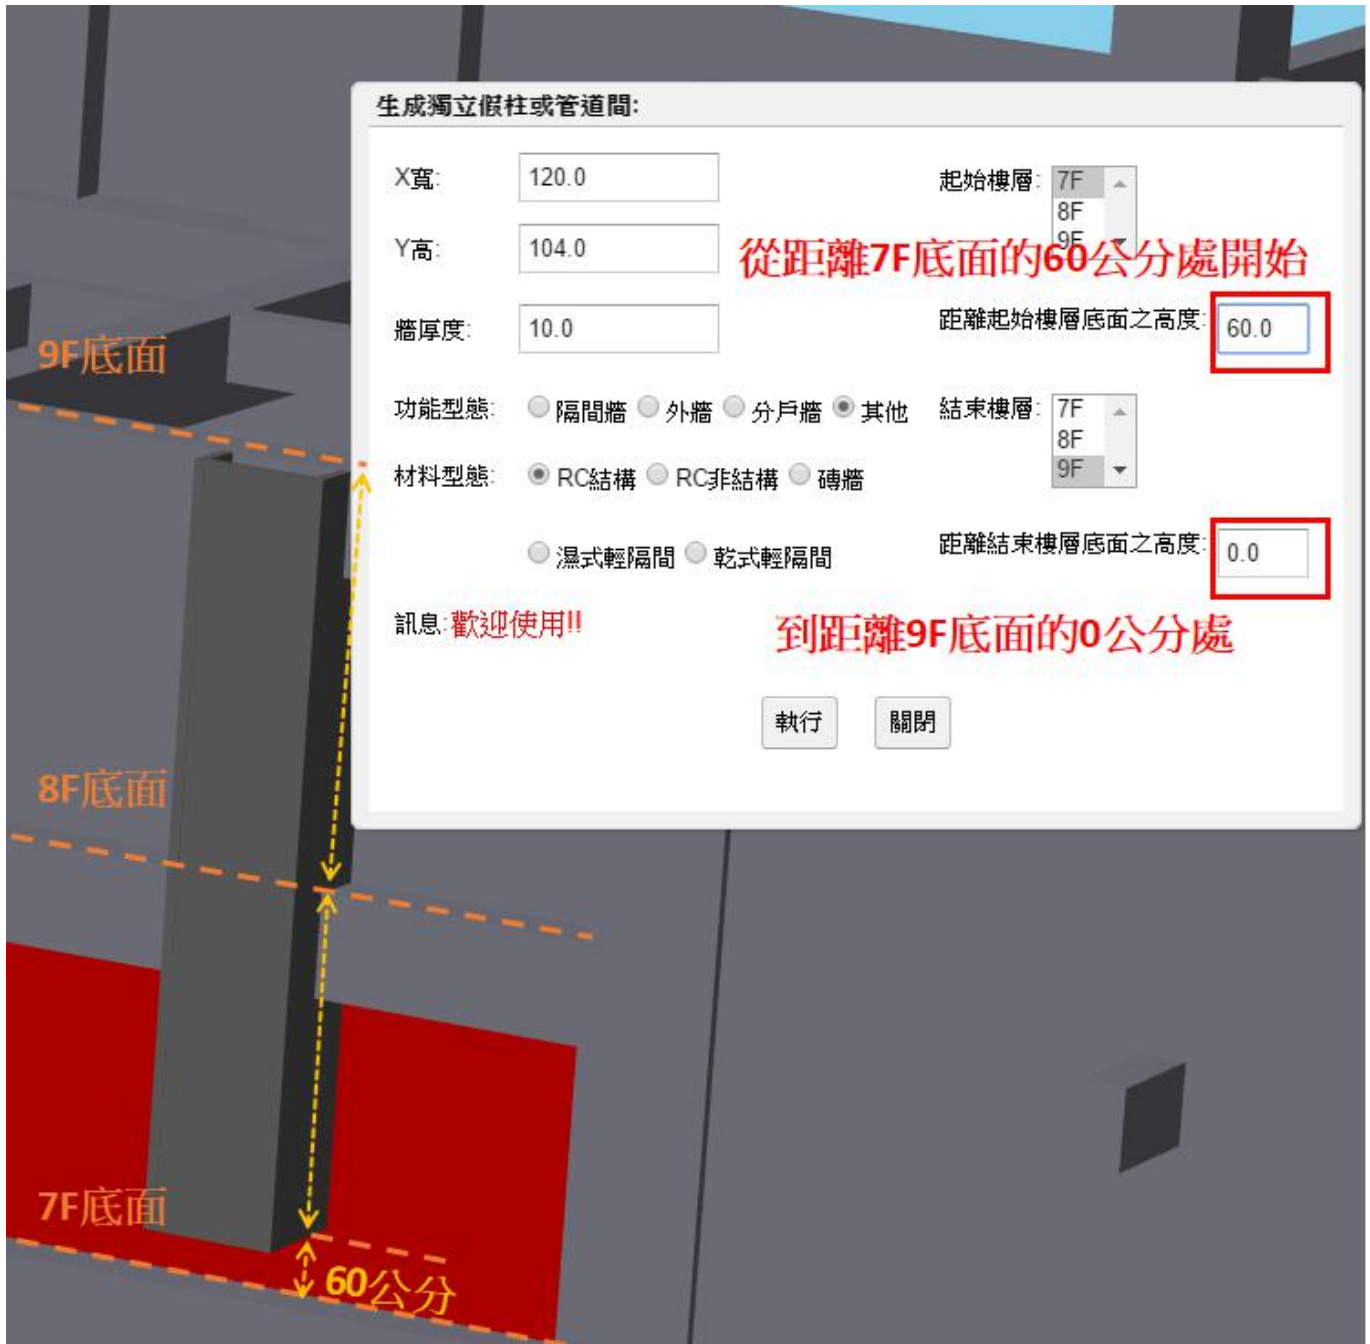 生成獨立假柱或管道間:
X寬: 120.0 起始樓層: 7F
8F
9F
Y高: 104.0
從距離7F底面的60公分處開始
牆厚度: 10.0 距離起始樓層底面之高度: 60.0
9F底面
功能型態: 隔間牆 外牆 分戶牆 其他 結束樓層: 7F
8F
9F
材料型態: RC結構 RC非結構 磚牆
濕式輕隔間 乾式輕隔間 距離結束樓層底面之高度: 0.0
訊息:歡迎使用!!
到距離9F底面的0公分處
執行 關閉
8F底面
7F底面
60公分